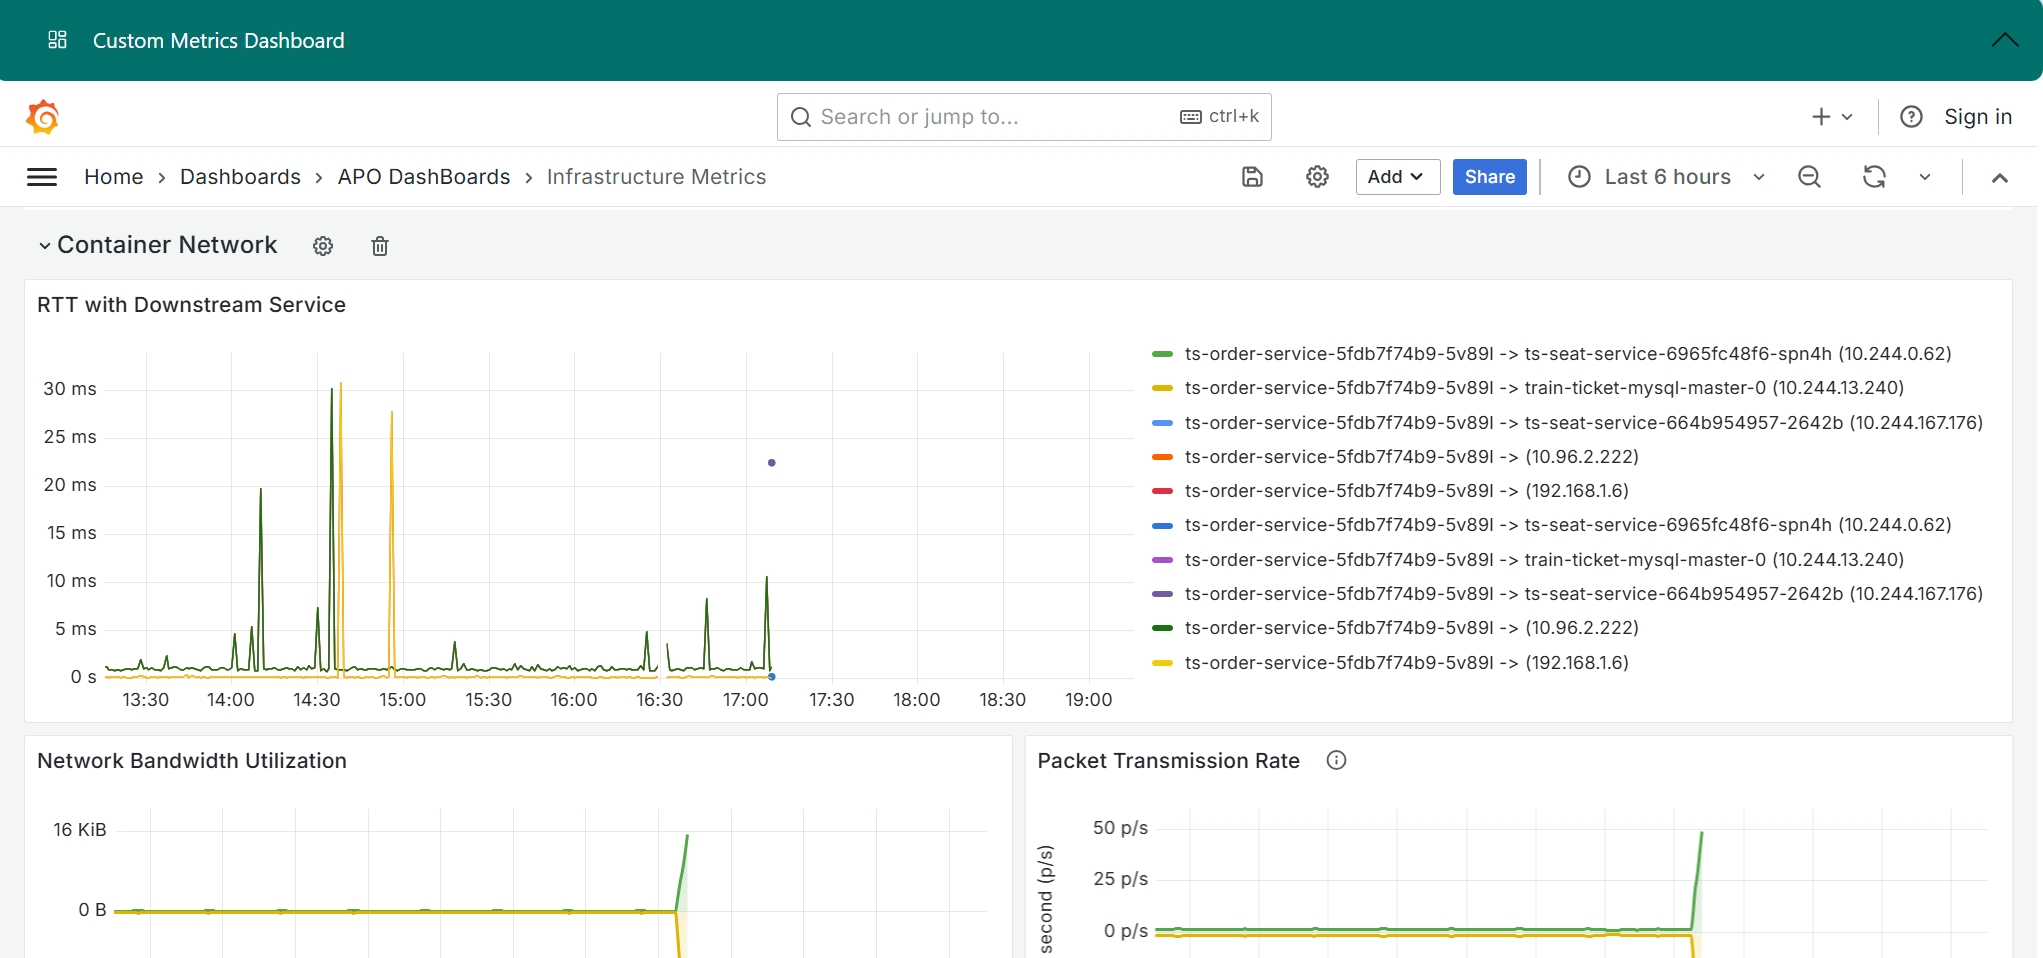 Custom Metrics Dashboard
Search or jump to...
ctrl+k
Sign in
Home > Dashboards > APO DashBoards > Infrastructure Metrics
Add
Share
Last 6 hours
Container Network
RTT with Downstream Service
30 ms
25 ms
20 ms
15 ms
10 ms
5 ms
0 s
13:30 14:00 14:30 15:00 15:30 16:00 16:30 17:00 17:30 18:00 18:30 19:00
ts-order-service-5fdb7f74b9-5v89l -> ts-seat-service-6965fc48f6-spn4h (10.244.0.62)
ts-order-service-5fdb7f74b9-5v89l -> train-ticket-mysql-master-0 (10.244.13.240)
ts-order-service-5fdb7f74b9-5v89l -> ts-seat-service-664b954957-2642b (10.244.167.176)
ts-order-service-5fdb7f74b9-5v89l -> (10.96.2.222)
ts-order-service-5fdb7f74b9-5v89l -> (192.168.1.6)
ts-order-service-5fdb7f74b9-5v89l -> ts-seat-service-6965fc48f6-spn4h (10.244.0.62)
ts-order-service-5fdb7f74b9-5v89l -> train-ticket-mysql-master-0 (10.244.13.240)
ts-order-service-5fdb7f74b9-5v89l -> ts-seat-service-664b954957-2642b (10.244.167.176)
ts-order-service-5fdb7f74b9-5v89l -> (10.96.2.222)
ts-order-service-5fdb7f74b9-5v89l -> (192.168.1.6)
Network Bandwidth Utilization
16 KiB
0 B
Packet Transmission Rate
50 p/s
25 p/s
0 p/s
second (p/s)